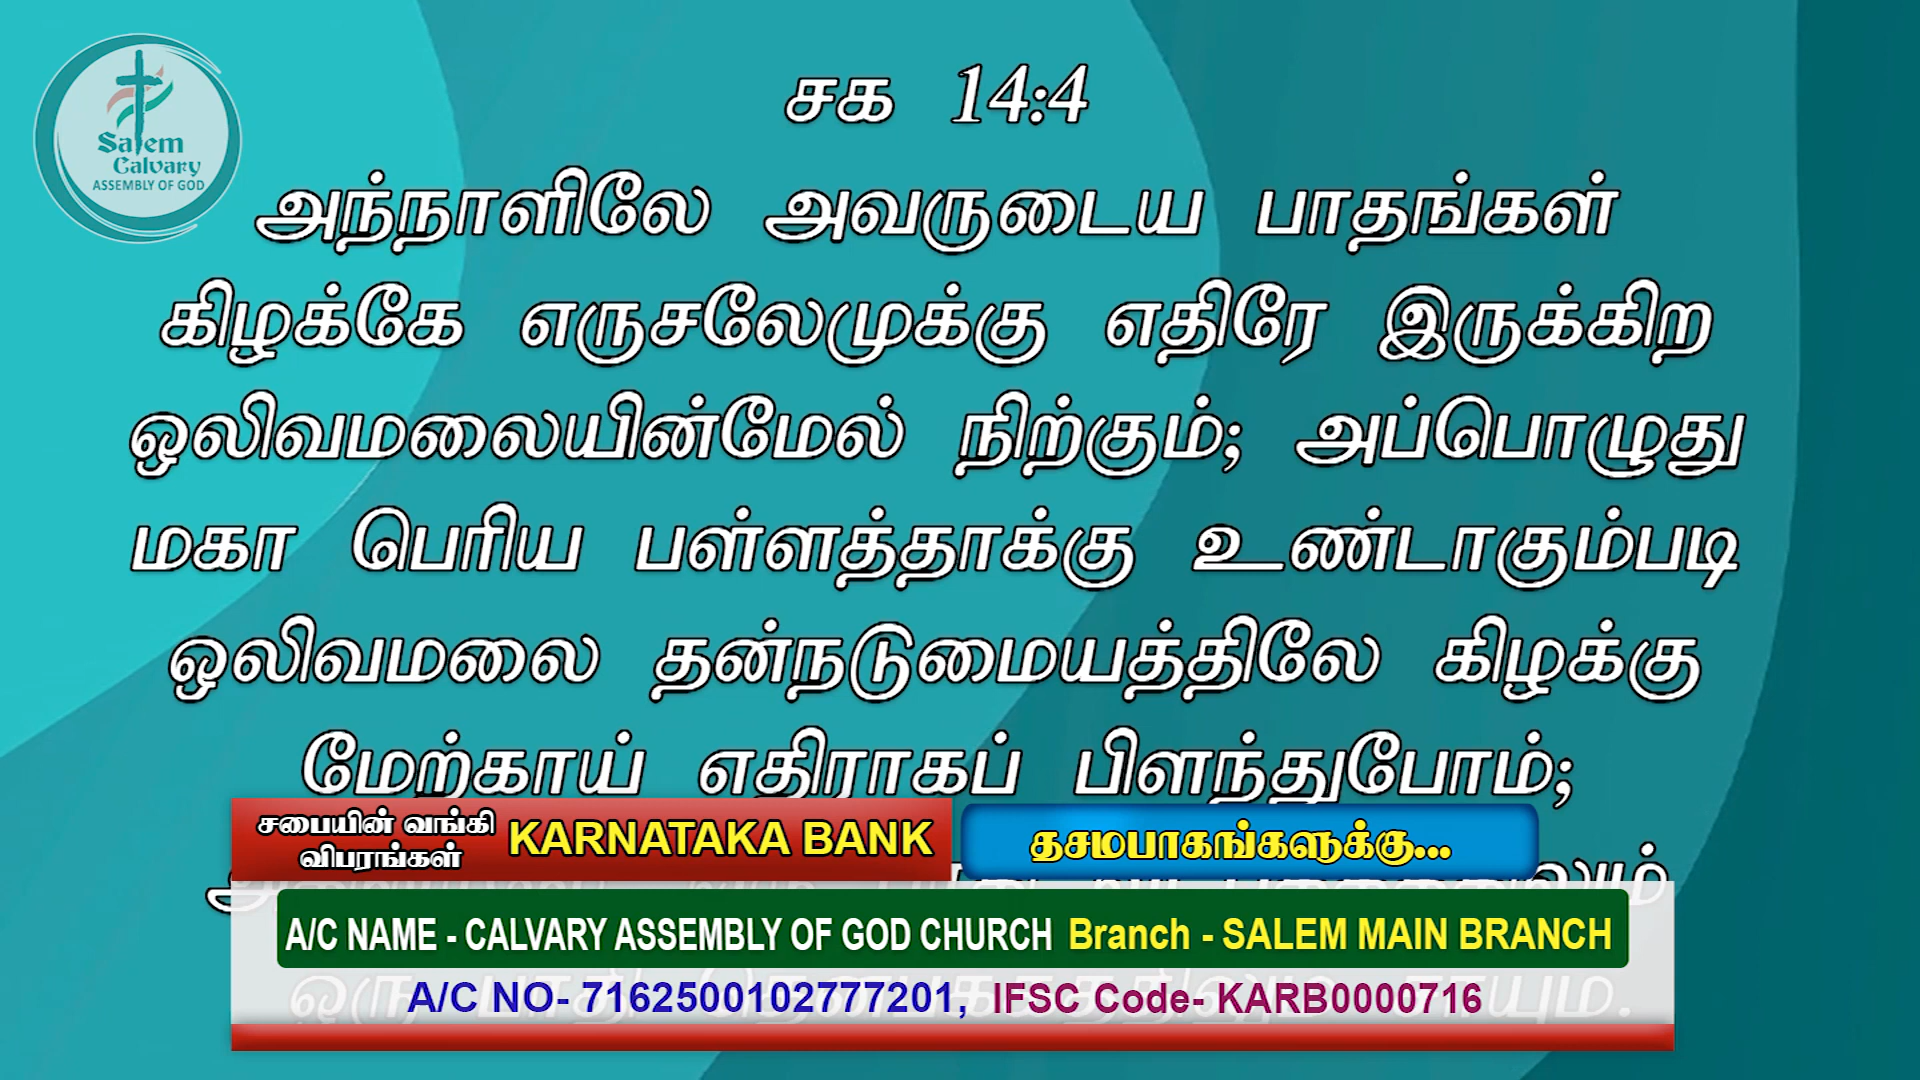 Salem
Calvary
ASSEMBLY OF GOD
சக 14:4
அந்நாளிலே அவருடைய பாதங்கள்
கிழக்கே எருசலேமுக்கு எதிரே இருக்கிற
ஒலிவமலையின்மேல் நிற்கும்; அப்பொழுது
மகா பெரிய பள்ளத்தாக்கு உண்டாகும்படி
ஒலிவமலை தன்நடுமையத்திலே கிழக்கு
மேற்காய் எதிராகப் பிளந்துபோம்;
சபையின் வங்கி
விபரங்கள்
KARNATAKA BANK
தசமபாகங்களுக்கு...
A/C NAME - CALVARY ASSEMBLY OF GOD CHURCH Branch - SALEM MAIN BRANCH
A/C NO- 7162500102777201, IFSC Code- KARB0000716